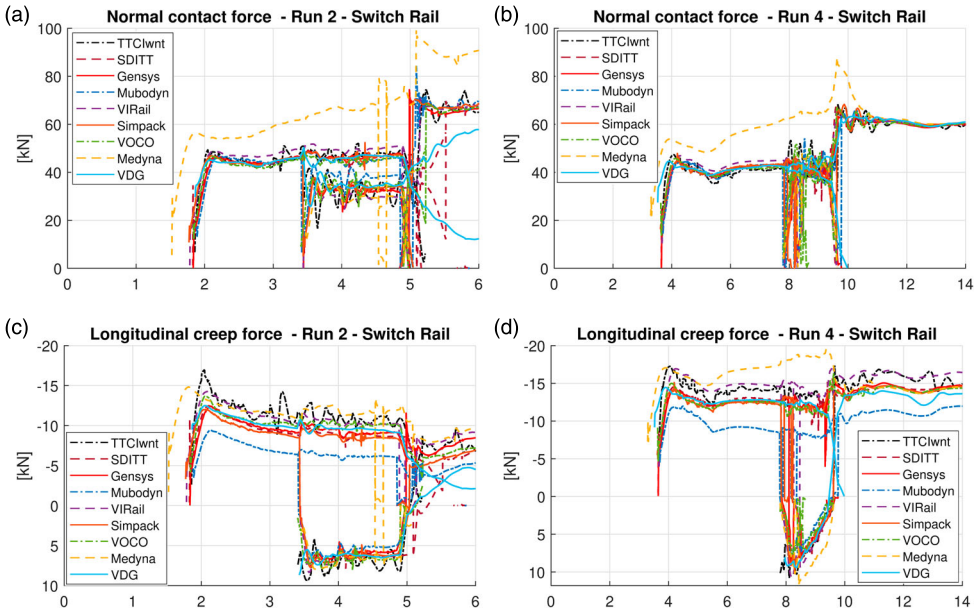 (a)
Normal contact force - Run 2 - Switch Rail
[kN]
100
80
60
40
20
0
TTCIwnt
SDITT
Gensys
Mubodyn
VIRail
Simpack
VOCO
Medyna
VDG
0 1 2 3 4 5 6
(b)
Normal contact force - Run 4 - Switch Rail
[kN]
100
80
60
40
20
0
TTCIwnt
SDITT
Gensys
Mubodyn
VIRail
Simpack
VOCO
Medyna
VDG
0 2 4 6 8 10 12 14
(c)
Longitudinal creep force - Run 2 - Switch Rail
[kN]
-20
-15
-10
-5
0
5
10
TTCIwnt
SDITT
Gensys
Mubodyn
VIRail
Simpack
VOCO
Medyna
VDG
0 1 2 3 4 5 6
(d)
Longitudinal creep force - Run 4 - Switch Rail
[kN]
-20
-15
-10
-5
0
5
10
TTCIwnt
SDITT
Gensys
Mubodyn
VIRail
Simpack
VOCO
Medyna
VDG
0 2 4 6 8 10 12 14